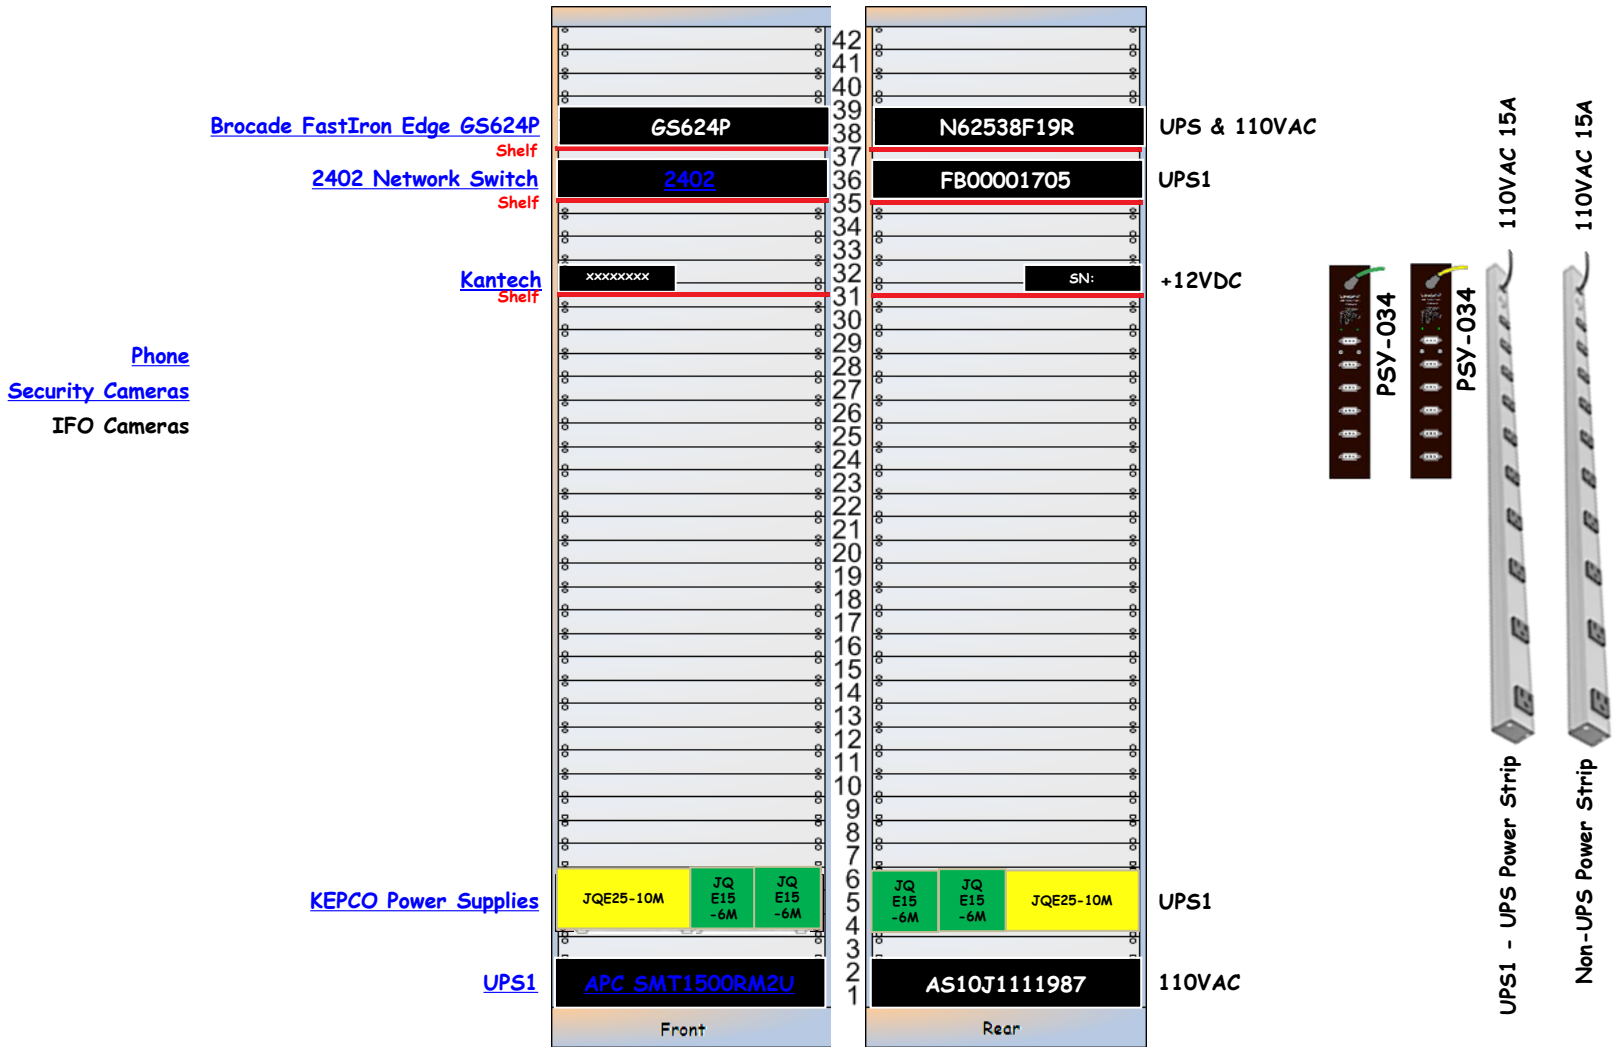 Brocade FastIron Edge GS624P
Shelf
2402 Network Switch
Shelf
Kantech
Shelf
Phone
Security Cameras
IFO Cameras
KEPCO Power Supplies
UPS1
GS624P
2402
xxxxxxxx
JQE25-10M
JQ
E15
-6M
JQ
E15
-6M
APC SMT1500RM2U
Front
42
41
40
39
38
37
36
35
34
33
32
31
30
29
28
27
26
25
24
23
22
21
20
19
18
17
16
15
14
13
12
11
10
9
8
7
6
5
4
3
2
1
N62538F19R
FB00001705
SN:
JQ
E15
-6M
JQ
E15
-6M
JQE25-10M
AS10J1111987
Rear
UPS & 110VAC
UPS1
+12VDC
UPS1
110VAC
PSY-034
PSY-034
110VAC 15A
110VAC 15A
UPS1 - UPS Power Strip
Non-UPS Power Strip